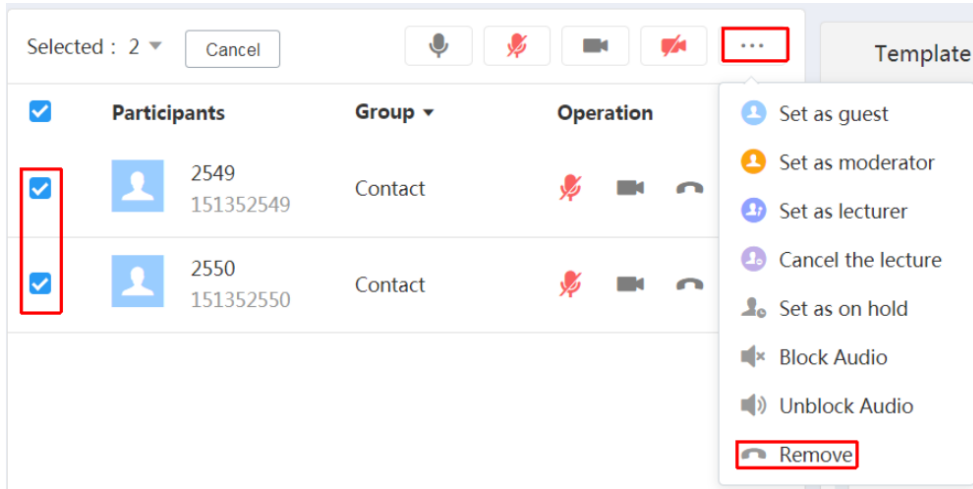 Selected : 2
Cancel
...
Template
Participants
Group
Operation
2549
151352549
Contact
2550
151352550
Contact
Set as guest
Set as moderator
Set as lecturer
Cancel the lecture
Set as on hold
Block Audio
Unblock Audio
Remove